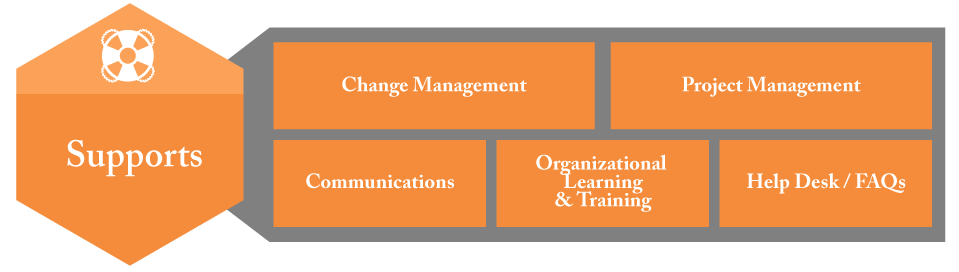 Supports
Change Management
Project Management
Communications
Organizational
Learning
& Training
Help Desk / FAQs